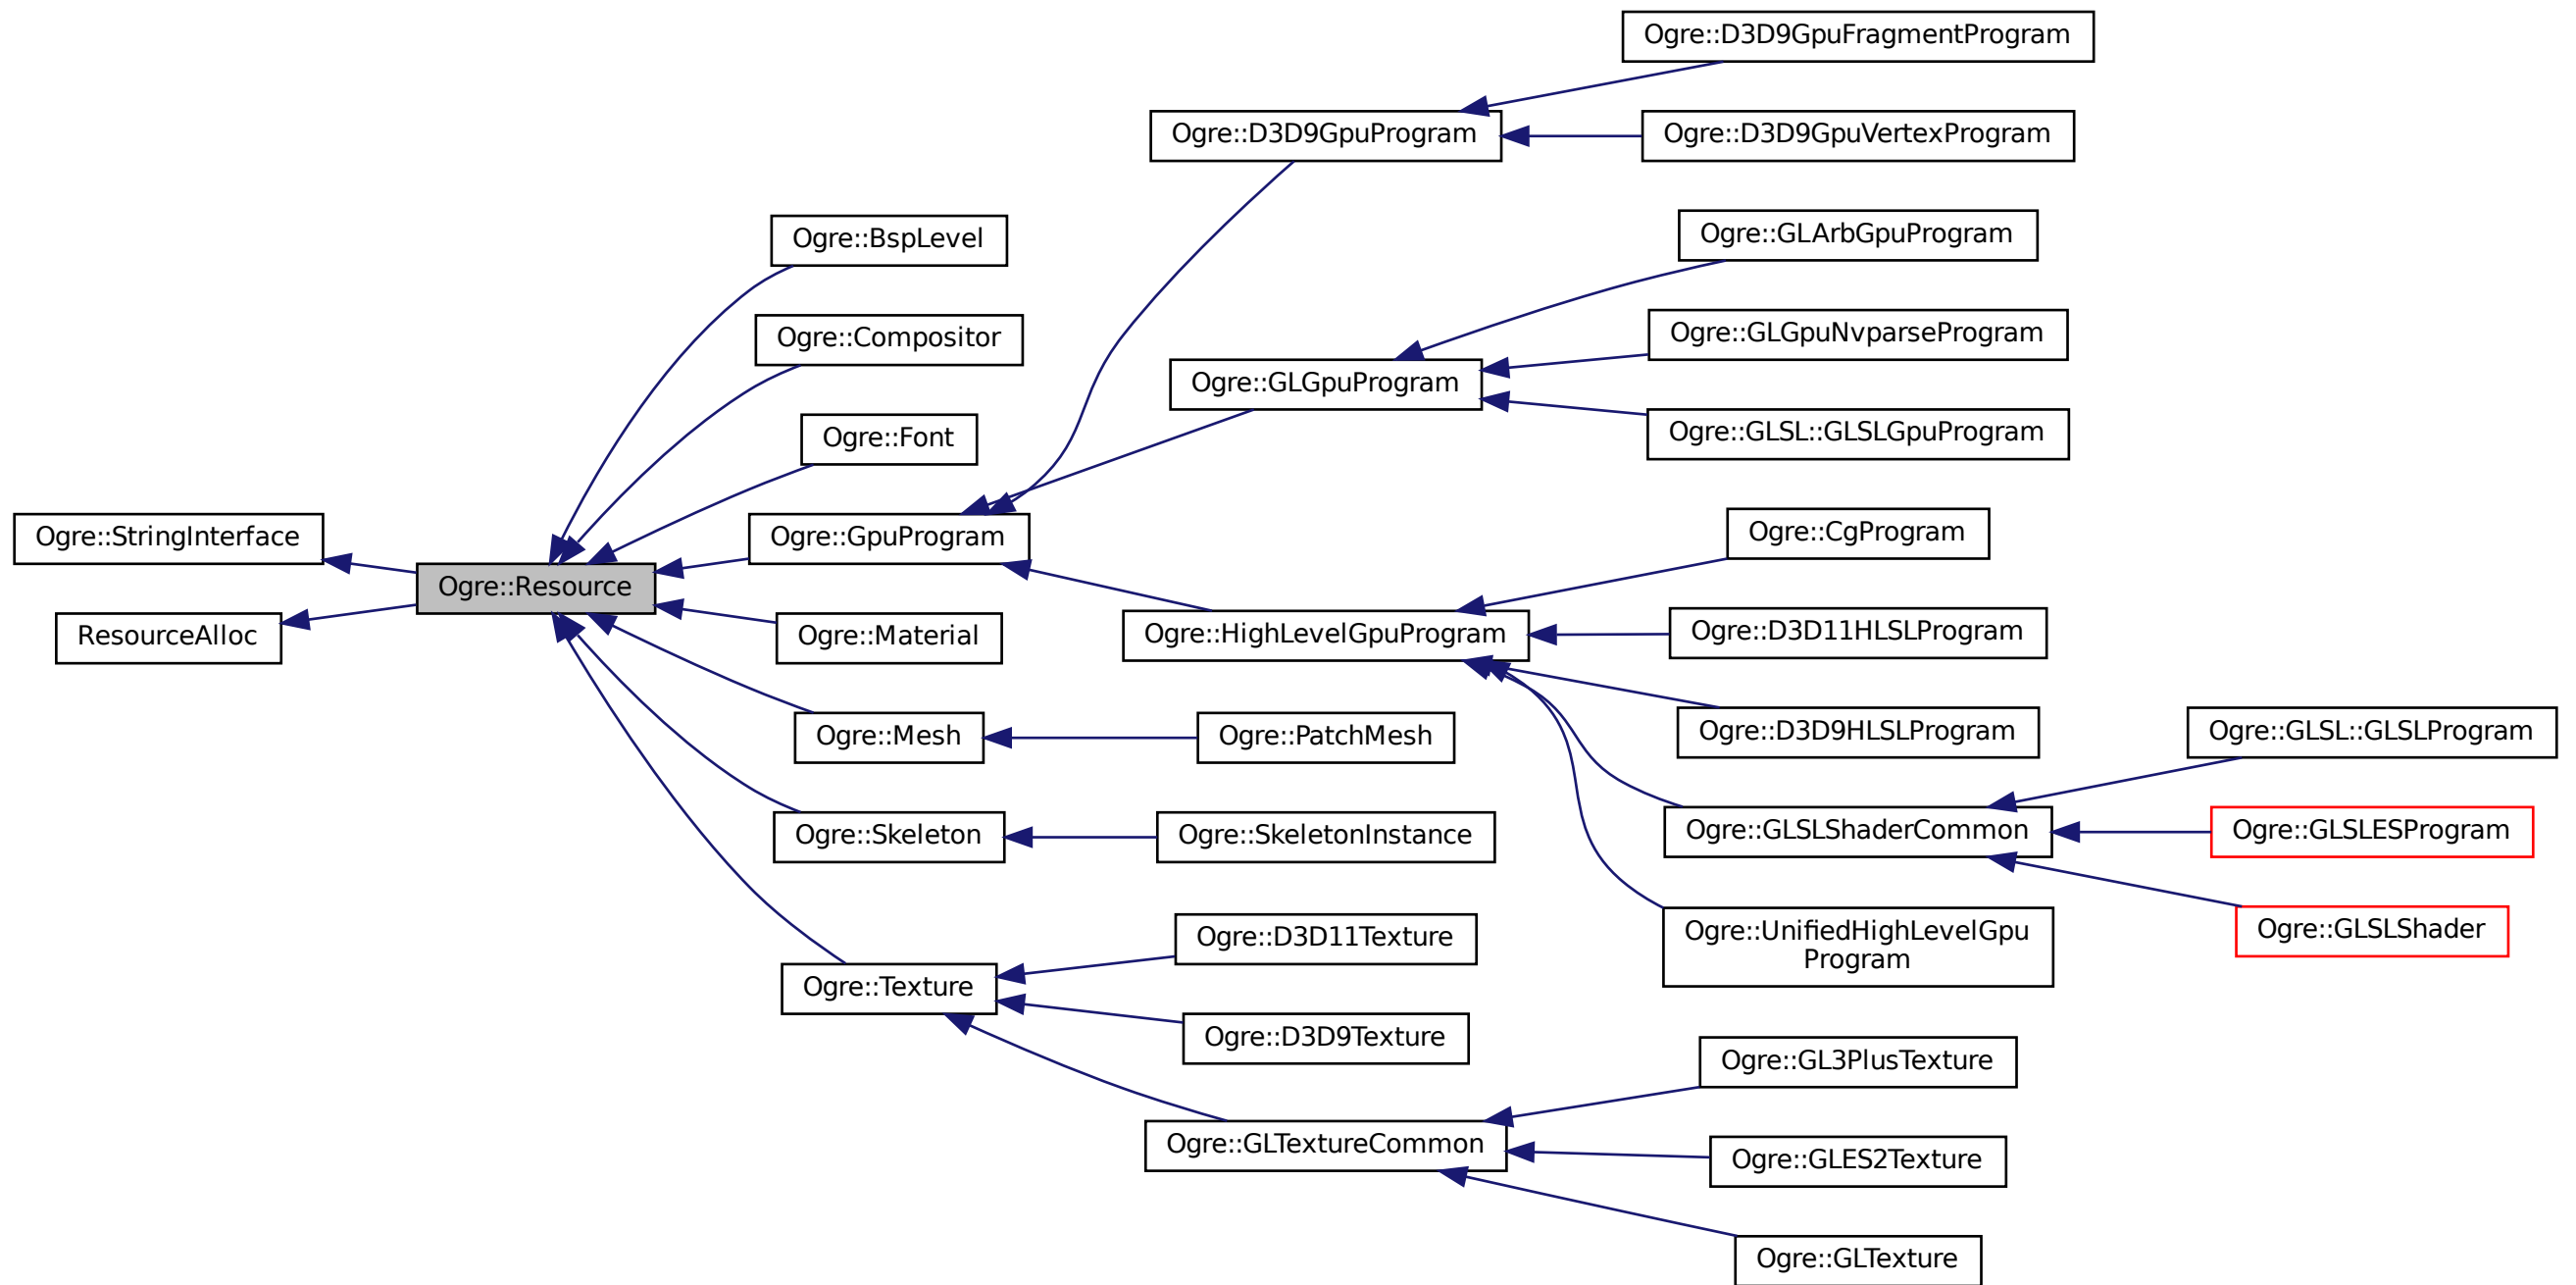 Ogre::D3D9GpuFragmentProgram
Ogre::D3D9GpuProgram
Ogre::D3D9GpuVertexProgram
Ogre::BspLevel
Ogre::GLArbGpuProgram
Ogre::Compositor
Ogre::GLGpuNvparseProgram
Ogre::GLGpuProgram
Ogre::Font
Ogre::GLSL::GLSLGpuProgram
Ogre::StringInterface
Ogre::GpuProgram
Ogre::CgProgram
Ogre::Resource
ResourceAlloc
Ogre::Material
Ogre::HighLevelGpuProgram
Ogre::D3D11HLSLProgram
Ogre::Mesh
Ogre::PatchMesh
Ogre::D3D9HLSLProgram
Ogre::GLSL::GLSLProgram
Ogre::Skeleton
Ogre::SkeletonInstance
Ogre::GLSLShaderCommon
Ogre::GLSLESProgram
Ogre::D3D11Texture
Ogre::UnifiedHighLevelGpu
Program
Ogre::GLSLShader
Ogre::Texture
Ogre::D3D9Texture
Ogre::GL3PlusTexture
Ogre::GLTextureCommon
Ogre::GLES2Texture
Ogre::GLTexture